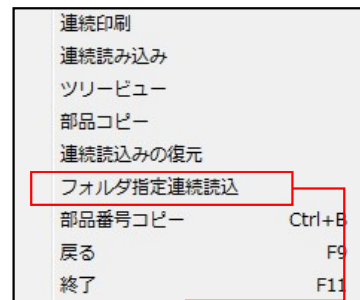 連続印刷
連続読み込み
ツリービュー
部品コピー
連続読込みの復元
フォルダ指定連続読込
部品番号コピー Ctrl+B
戻る F9
終了 F11